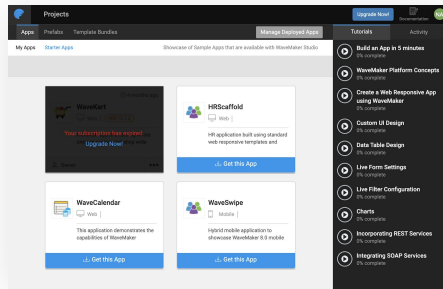 Projects
Upgrade Now!
Documentation
NA
Apps
Prefabs
Template Bundles
Manage Deployed Apps
Tutorials
Activity
My Apps
Starter Apps
Showcase of Sample Apps that are available with WaveMaker Studio
WaveKart
Web |
Your subscription has expired
Upgrade Now!
HRScaffold
Web |
HR application built using standard
web responsive templates and
Get this App
WaveCalendar
Web |
This application demonstrates the
capabilities of WaveMaker
Get this App
WaveSwipe
Mobile |
Hybrid mobile application to
showcase WaveMaker 8.0 mobile
Get this App
Build an App in 5 minutes
0% complete
WaveMaker Platform Concepts
0% complete
Create a Web Responsive App
using WaveMaker
0% complete
Custom UI Design
0% complete
Data Table Design
0% complete
Live Form Settings
0% complete
Live Filter Configuration
0% complete
Charts
0% complete
Incorporating REST Services
0% complete
Integrating SOAP Services
0% complete